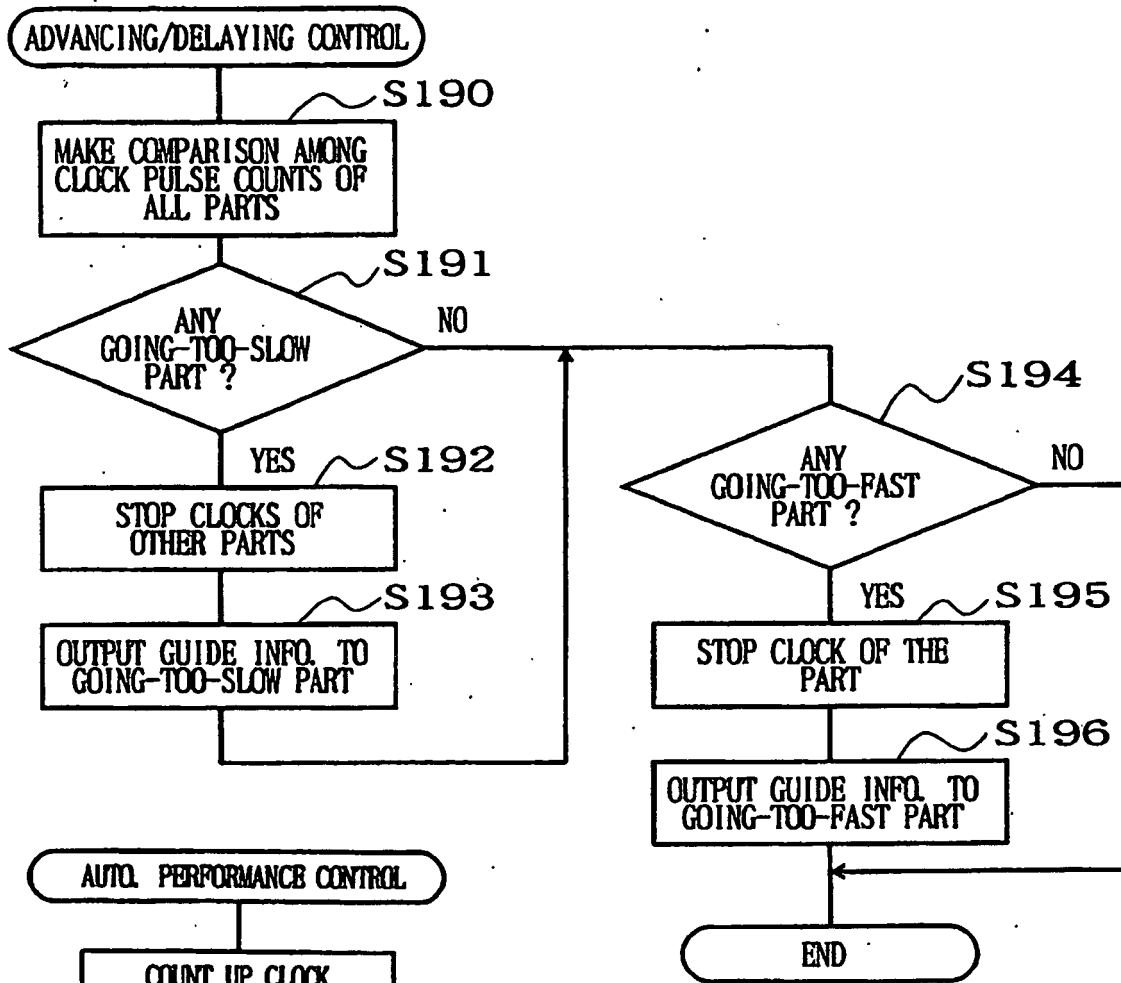 ADVANCING/DELAYING CONTROL
S190
MAKE COMPARISON AMONG
CLOCK PULSE COUNTS OF
ALL PARTS
S191
ANY
GOING-TOO-SLOW
PART ?
NO
YES
S192
STOP CLOCKS OF
OTHER PARTS
S193
OUTPUT GUIDE INFO. TO
GOING-TOO-SLOW PART
S194
ANY
GOING-TOO-FAST
PART ?
NO
YES
S195
STOP CLOCK OF THE
PART
S196
OUTPUT GUIDE INFO. TO
GOING-TOO-FAST PART
END
AUTO. PERFORMANCE CONTROL
COUNT UP CLOCK